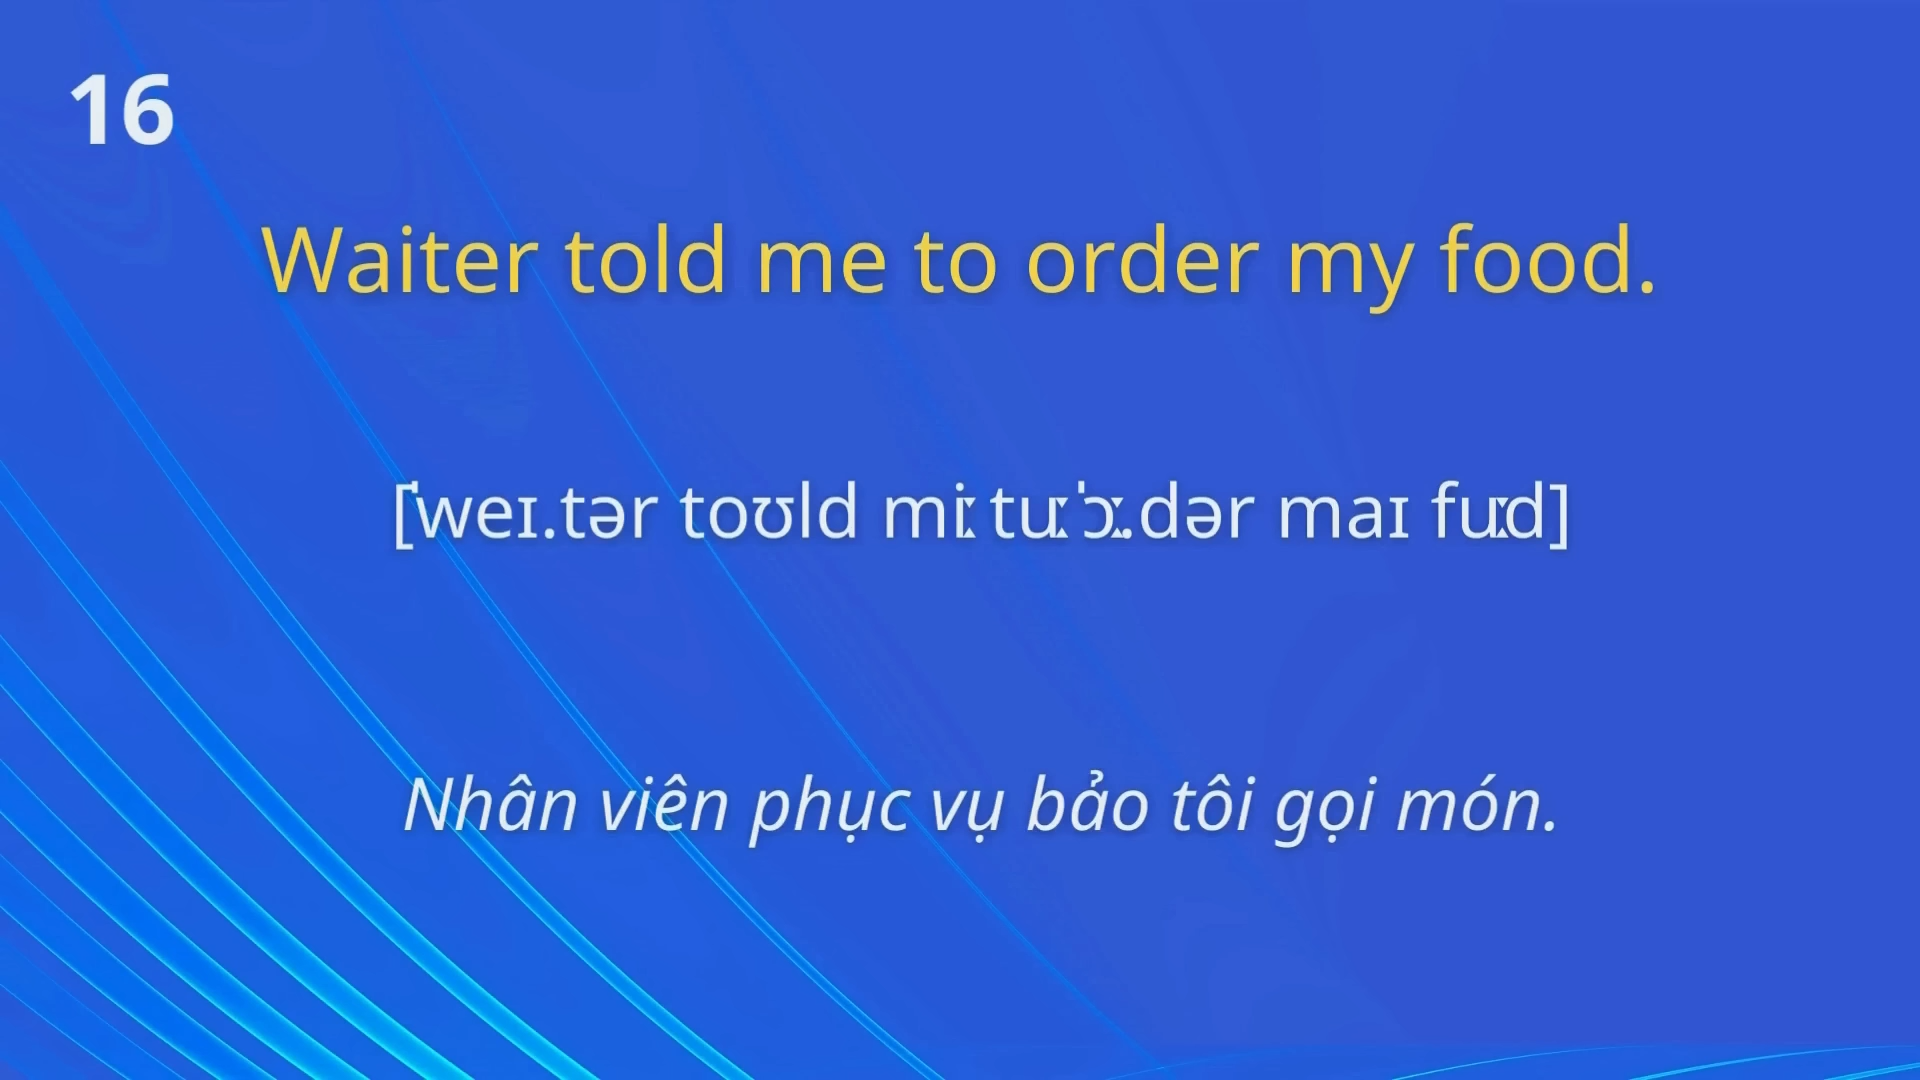 16
Waiter told me to order my food.
[ˈweɪ.tər toʊld miː tuː ˈɔː.dər maɪ fuːd]
Nhân viên phục vụ bảo tôi gọi món.